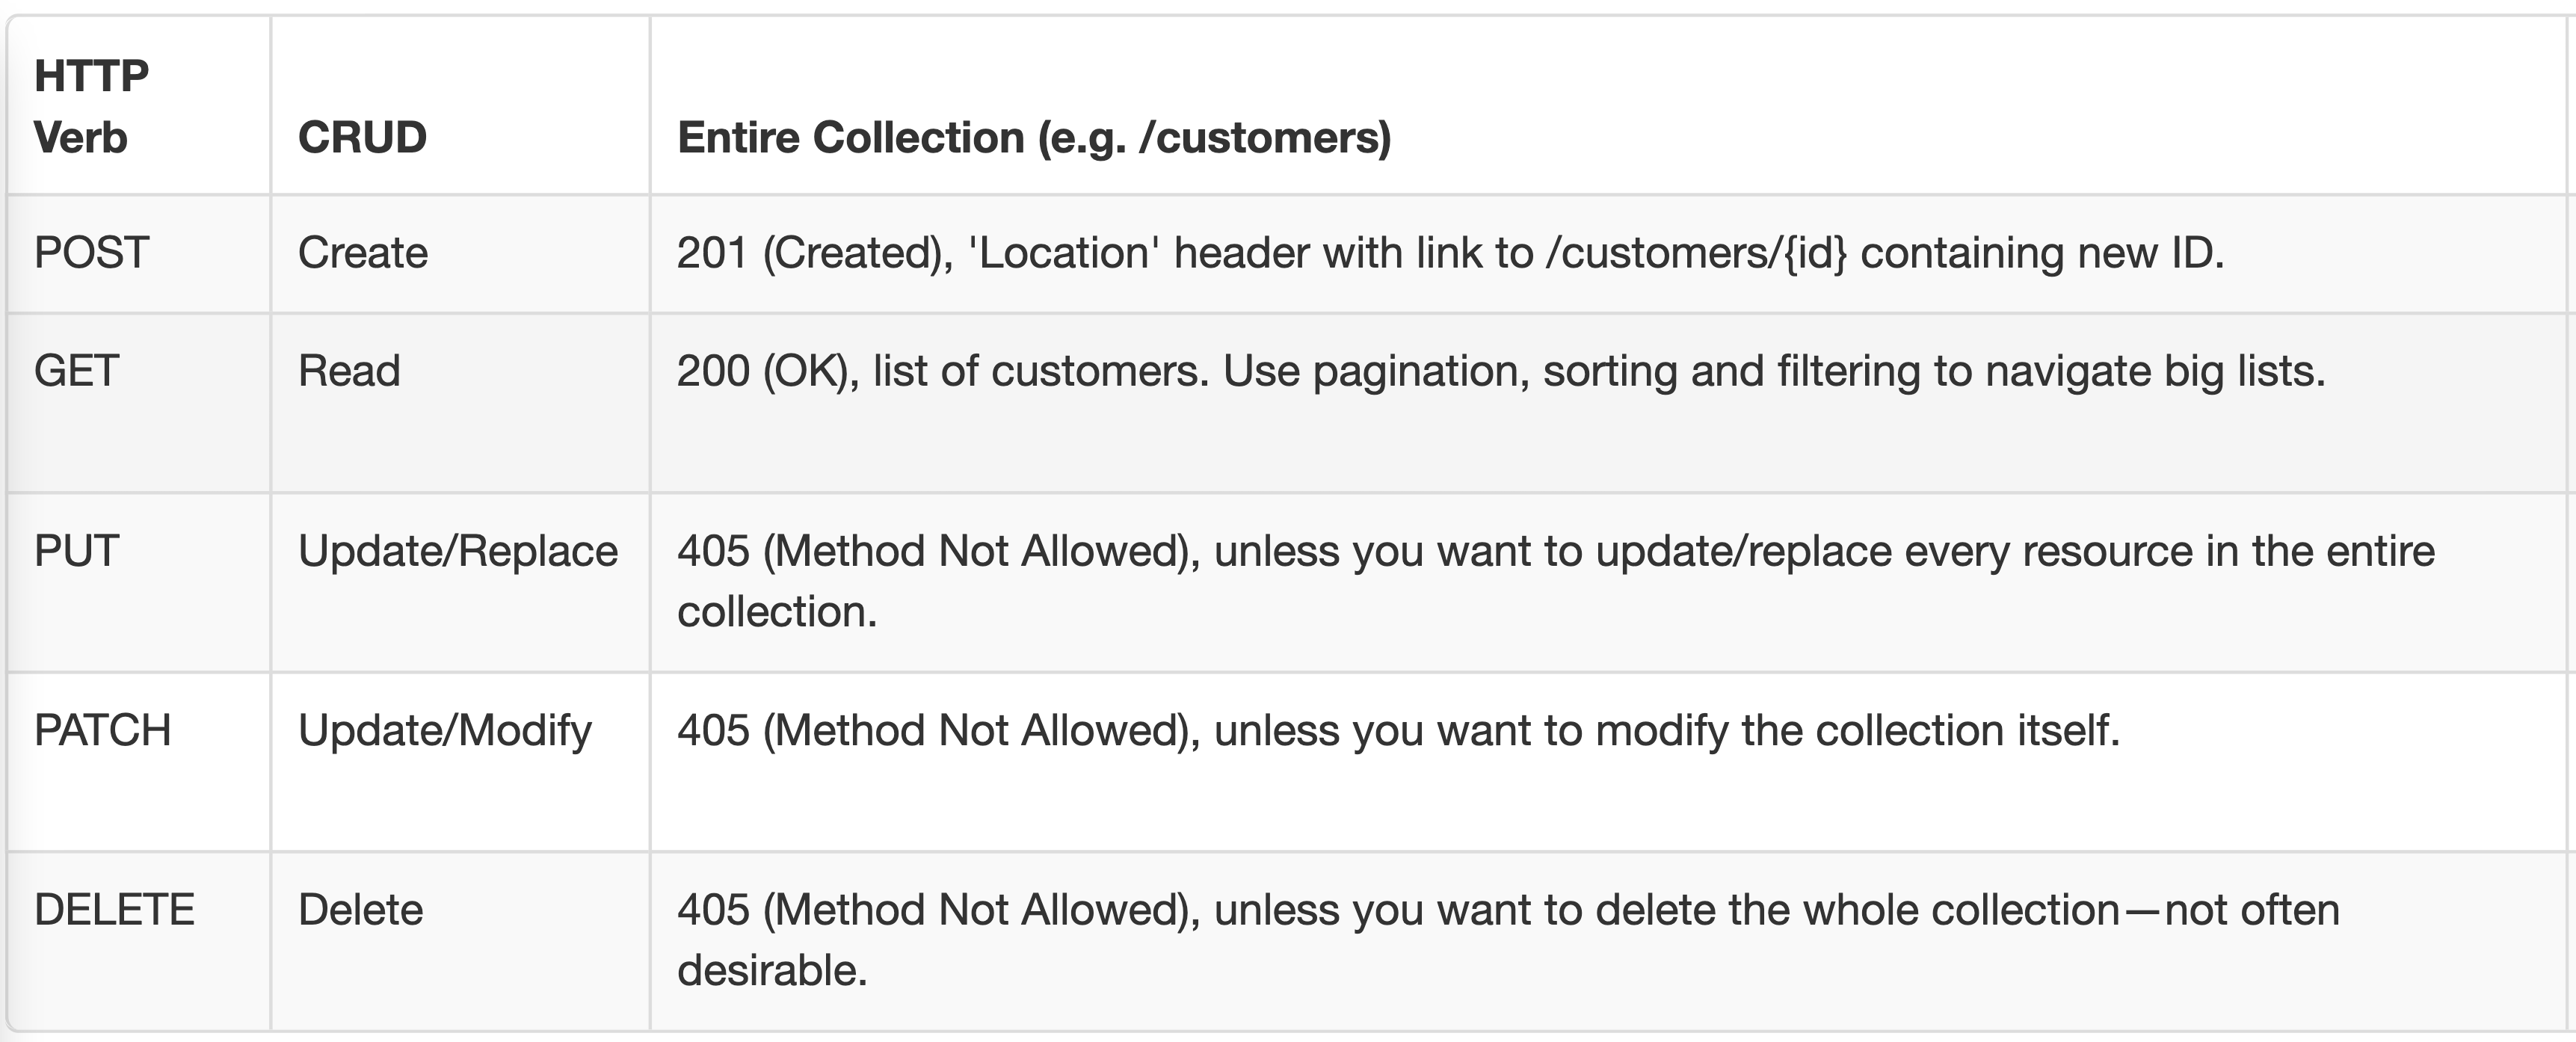 HTTP
Verb
CRUD
Entire Collection (e.g. /customers)
POST
Create
201 (Created), 'Location' header with link to /customers/{id} containing new ID.
GET
Read
200 (OK), list of customers. Use pagination, sorting and filtering to navigate big lists.
PUT
Update/Replace
405 (Method Not Allowed), unless you want to update/replace every resource in the entire
collection.
PATCH
Update/Modify
405 (Method Not Allowed), unless you want to modify the collection itself.
DELETE
Delete
405 (Method Not Allowed), unless you want to delete the whole collection—not often
desirable.